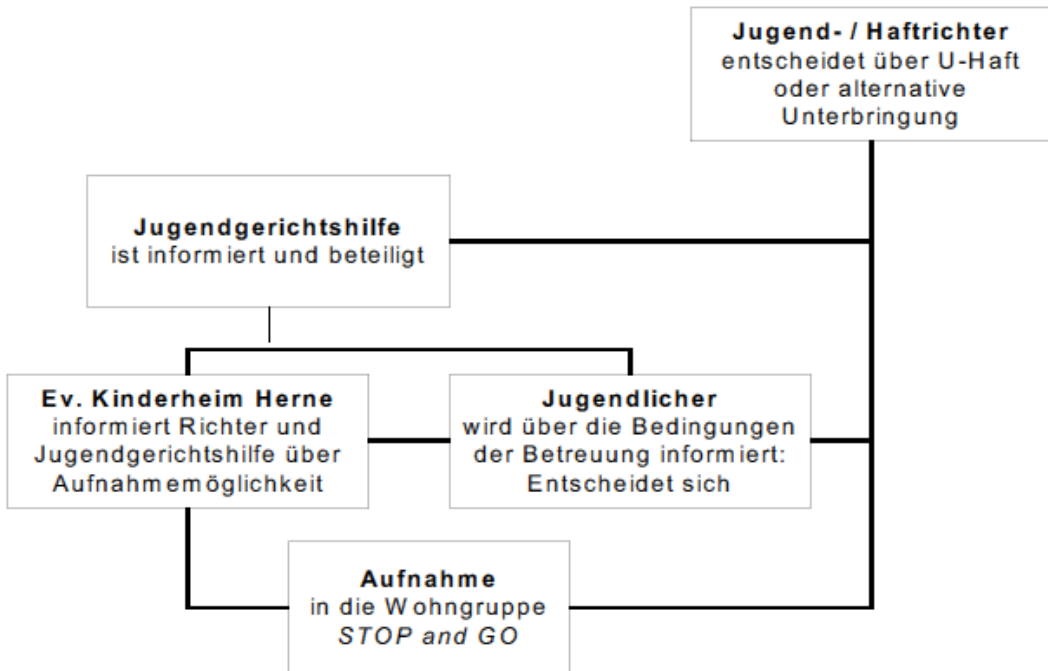 Jugend- / Haftrichter
entscheidet über U-Haft
oder alternative
Unterbringung
Jugendgerichtshilfe
ist informiert und beteiligt
Ev. Kinderheim Herne
informiert Richter und
Jugendgerichtshilfe über
Aufnahmemöglichkeit
Jugendlicher
wird über die Bedingungen
der Betreuung informiert:
Entscheidet sich
Aufnahme
in die Wohngruppe
STOP and GO